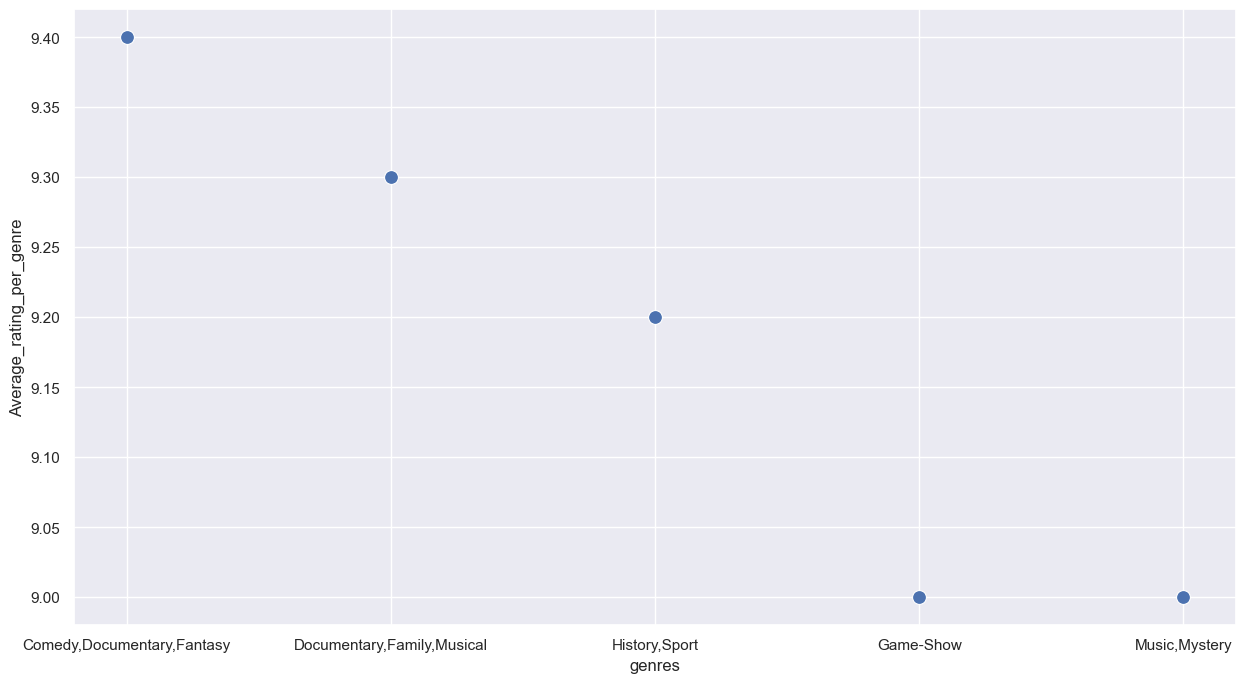 9.40
9.35
9.30
9.25
9.20
9.15
9.10
9.05
9.00
Average_rating_per_genre
Comedy,Documentary,Fantasy
Documentary,Family,Musical
History,Sport
Game-Show
Music,Mystery
genres